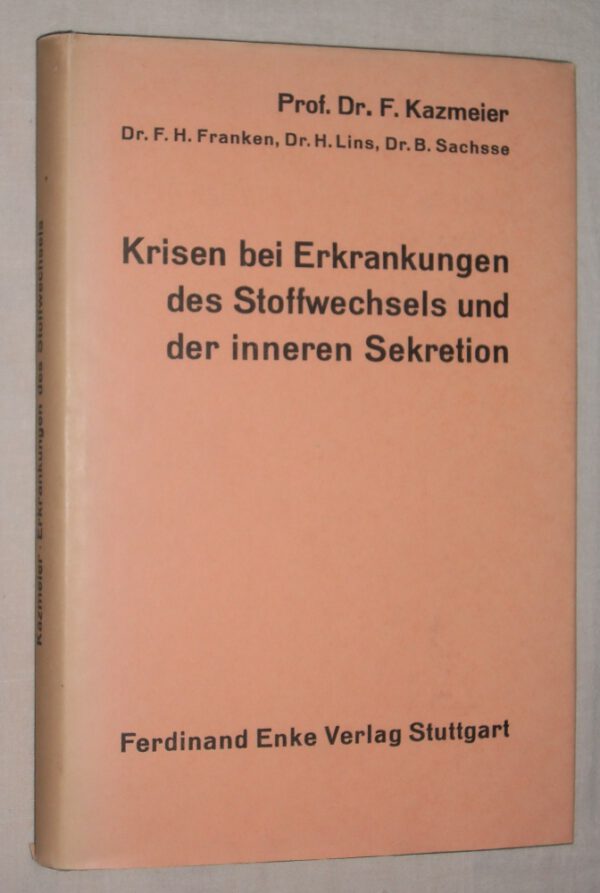 Prof. Dr. F. Kazmeier
Dr. F. H. Franken, Dr. H. Lins, Dr. B. Sachsse
Krisen bei Erkrankungen
des Stoffwechsels und
der inneren Sekretion
Ferdinand Enke Verlag Stuttgart
Kazmeier · Erkrankungen des Stoffwechsels